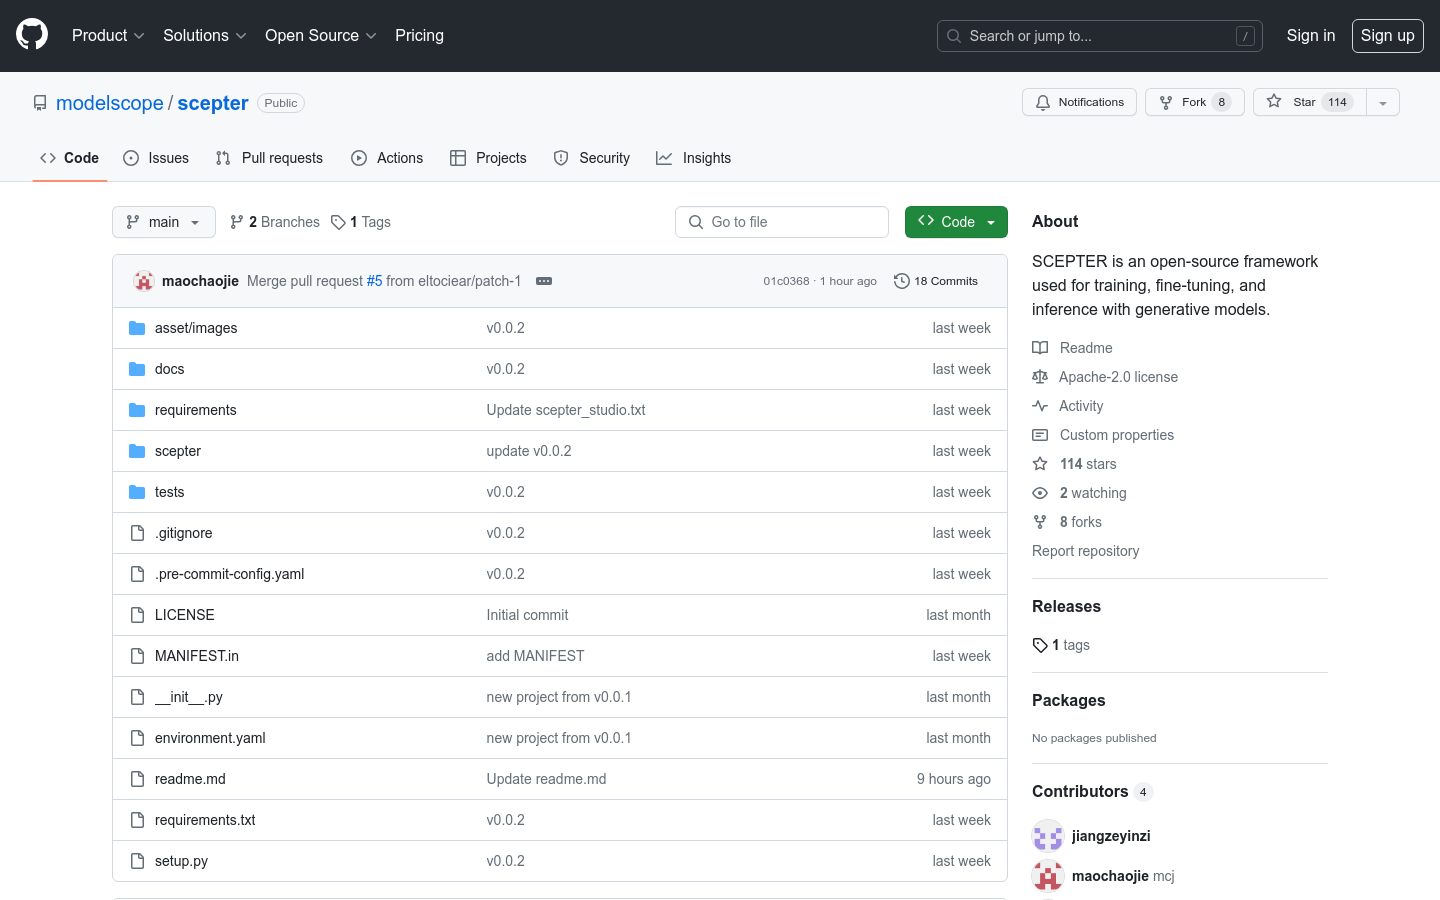 Product Solutions Open Source Pricing Search or jump to... / Sign in Sign up
modelscope / scepter Public Notifications Fork 8 Star 114
Code Issues Pull requests Actions Projects Security Insights
main 2 Branches 1 Tags Go to file Code
maochaojie Merge pull request #5 from eltociear/patch-1 01c0368 · 1 hour ago 18 Commits
asset/images v0.0.2 last week
docs v0.0.2 last week
requirements Update scepter_studio.txt last week
scepter update v0.0.2 last week
tests v0.0.2 last week
.gitignore v0.0.2 last week
.pre-commit-config.yaml v0.0.2 last week
LICENSE Initial commit last month
MANIFEST.in add MANIFEST last week
__init__.py new project from v0.0.1 last month
environment.yaml new project from v0.0.1 last month
readme.md Update readme.md 9 hours ago
requirements.txt v0.0.2 last week
setup.py v0.0.2 last week
About
SCEPTER is an open-source framework
used for training, fine-tuning, and
inference with generative models.
Readme
Apache-2.0 license
Activity
Custom properties
114 stars
2 watching
8 forks
Report repository
Releases
1 tags
Packages
No packages published
Contributors 4
jiangzeyinzi
maochaojie mcj